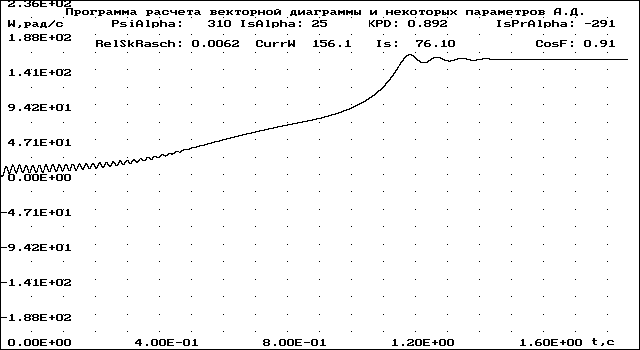 2.36E+02
Программа расчета векторной диаграммы и некоторых параметров А.Д.
W,рад/с PsiAlpha: 310 IsAlpha: 25 KPD: 0.892 IsPrAlpha: -291
1.88E+02
RelSkRasch: 0.0062 CurrW 156.1 Is: 76.10 CosF: 0.91
1.41E+02
9.42E+01
4.71E+01
0.00E+00
-4.71E+01
-9.42E+01
-1.41E+02
-1.88E+02
0.00E+00 4.00E-01 8.00E-01 1.20E+00 1.60E+00 t,c